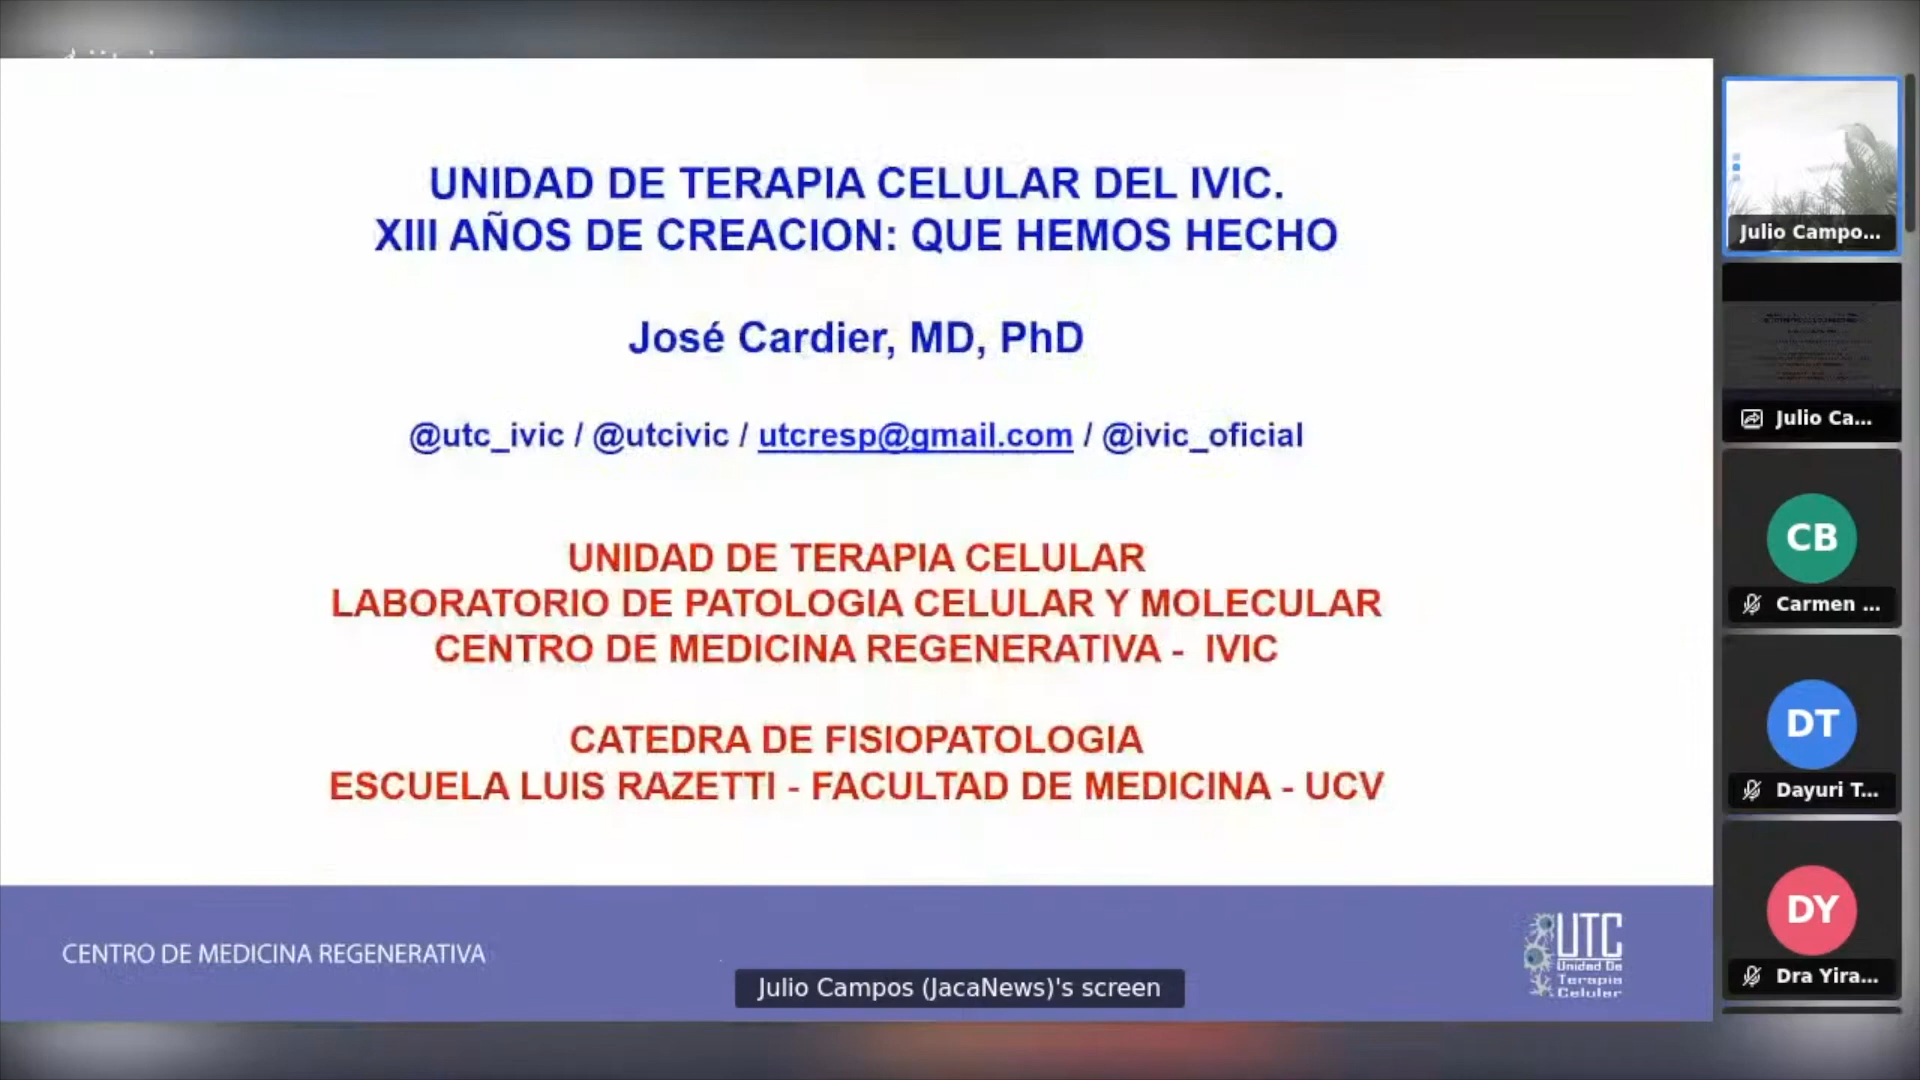 UNIDAD DE TERAPIA CELULAR DEL IVIC.
XIII AÑOS DE CREACION: QUE HEMOS HECHO
José Cardier, MD, PhD
@utc_ivic / @utcivic / utcresp@gmail.com / @ivic_oficial
UNIDAD DE TERAPIA CELULAR
LABORATORIO DE PATOLOGIA CELULAR Y MOLECULAR
CENTRO DE MEDICINA REGENERATIVA - IVIC
CATEDRA DE FISIOPATOLOGIA
ESCUELA LUIS RAZETTI - FACULTAD DE MEDICINA - UCV
CENTRO DE MEDICINA REGENERATIVA
UTC
Unidad De
Terapia
Celular
Julio Campos (JacaNews)'s screen
Julio Campo...
Julio Ca...
CB
Carmen ...
DT
Dayuri T...
DY
Dra Yira...